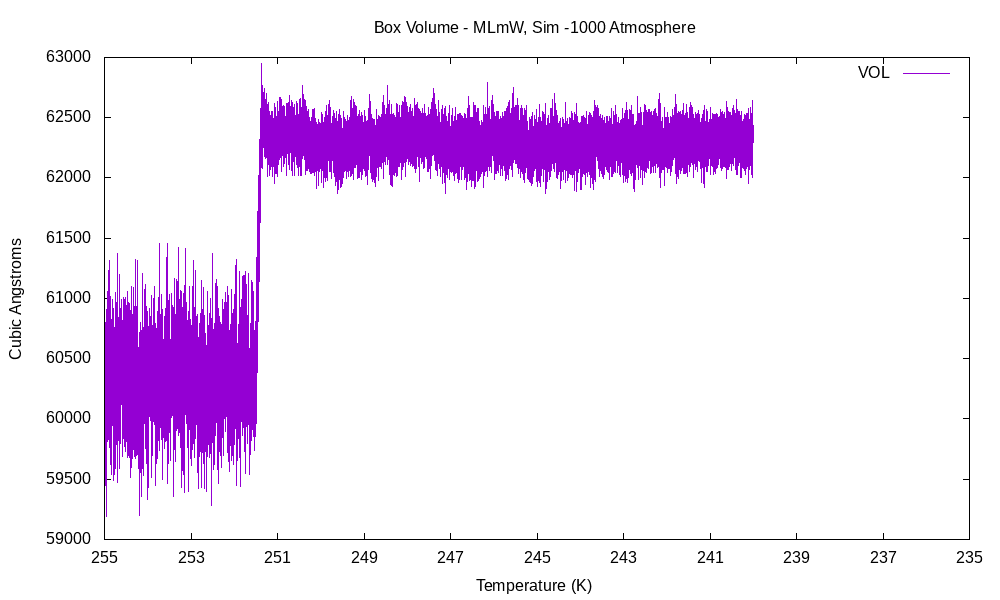 Box Volume - MLmW, Sim -1000 Atmosphere
VOL
63000
62500
62000
61500
61000
60500
60000
59500
59000
Cubic Angstroms
255 253 251 249 247 245 243 241 239 237 235
Temperature (K)